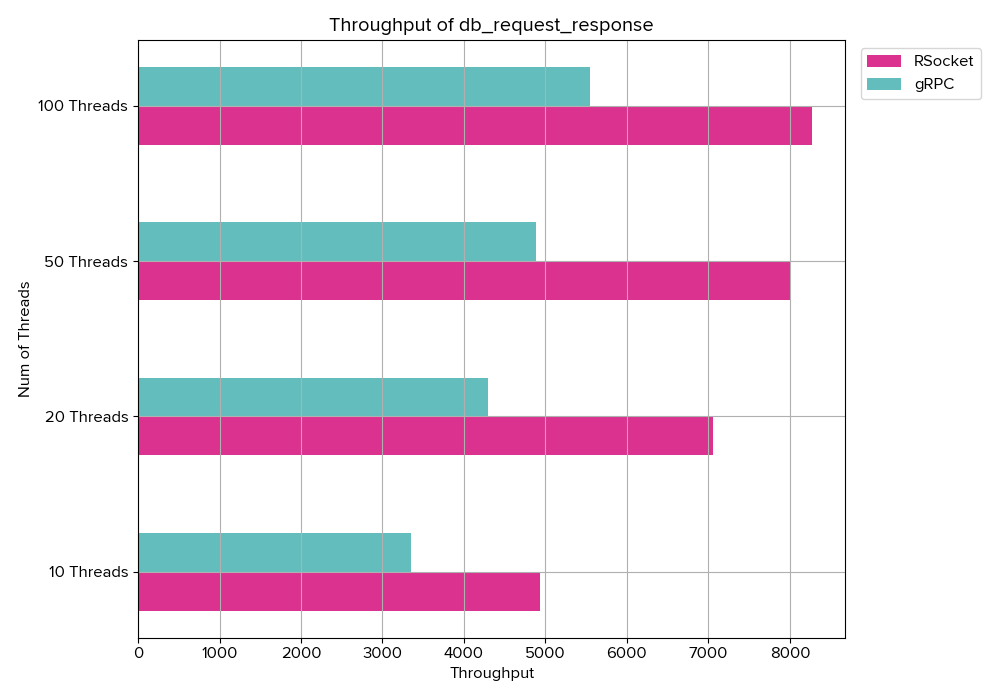 Throughput of db_request_response
RSocket
gRPC
Num of Threads
100 Threads
50 Threads
20 Threads
10 Threads
0 1000 2000 3000 4000 5000 6000 7000 8000
Throughput